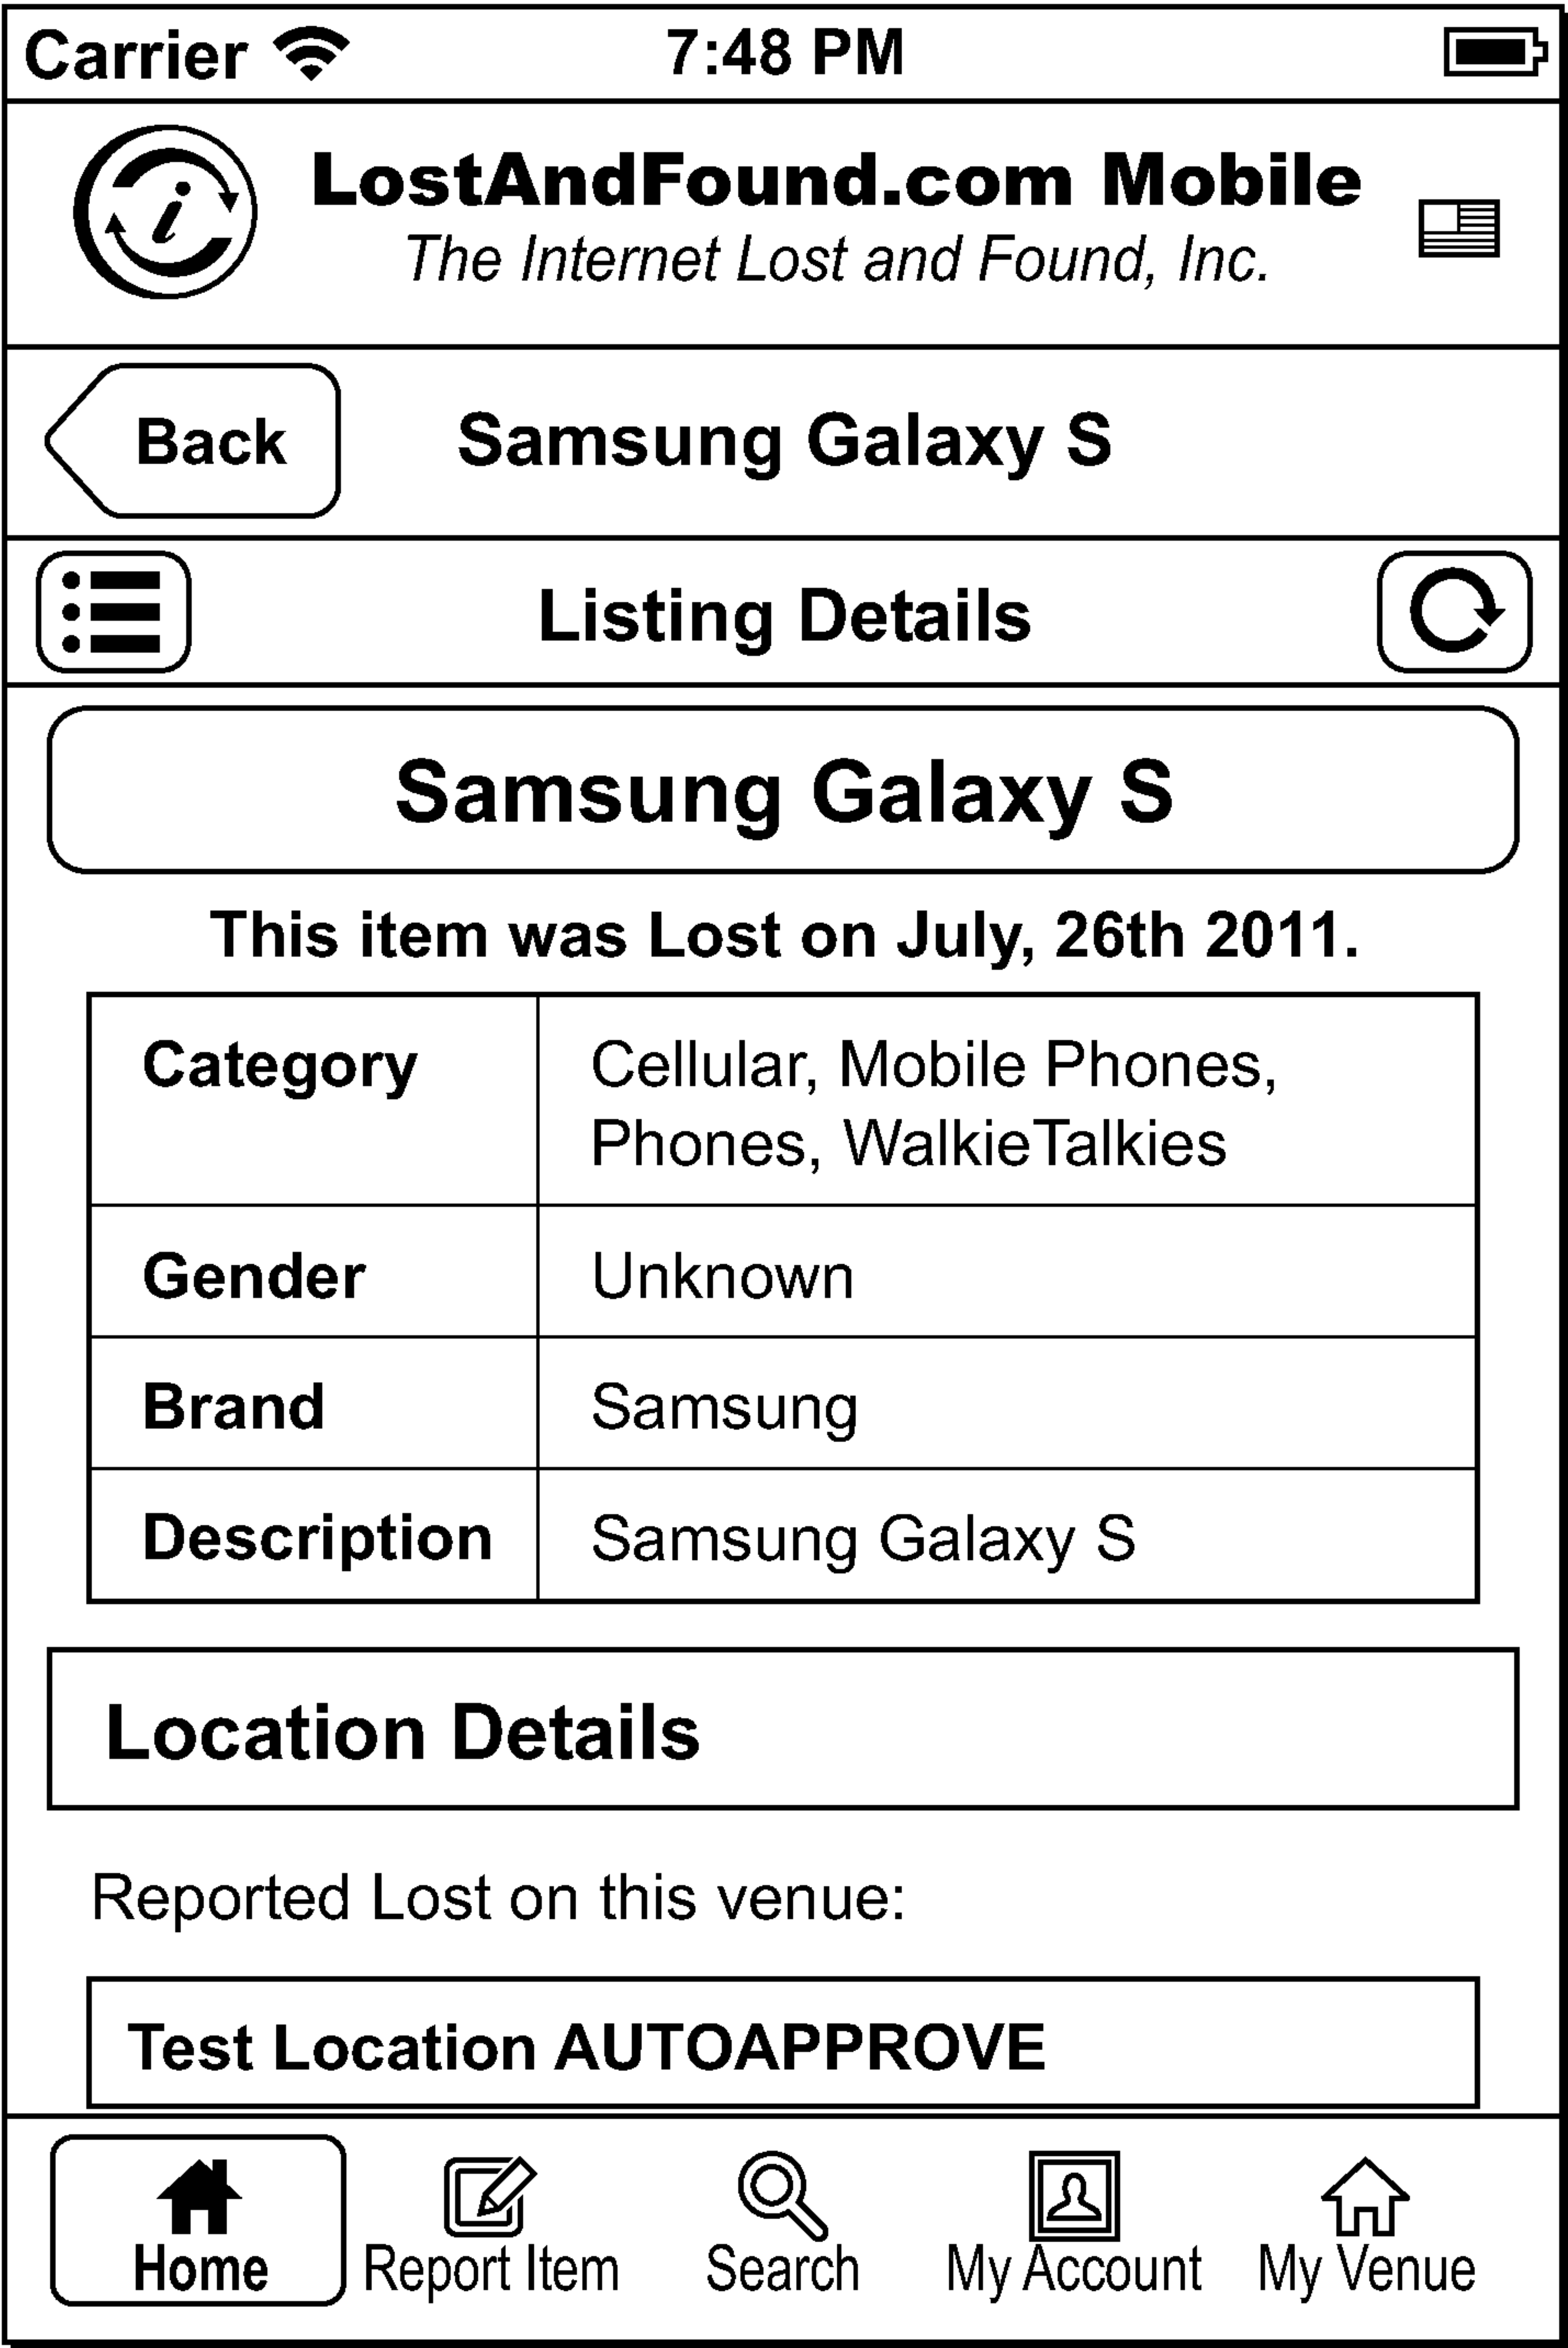 Carrier 7:48 PM
LostAndFound.com Mobile
The Internet Lost and Found, Inc.
Back Samsung Galaxy S
Listing Details
Samsung Galaxy S
This item was Lost on July, 26th 2011.
Category Cellular, Mobile Phones,
Phones, WalkieTalkies
Gender Unknown
Brand Samsung
Description Samsung Galaxy S
Location Details
Reported Lost on this venue:
Test Location AUTOAPPROVE
Home Report Item Search My Account My Venue